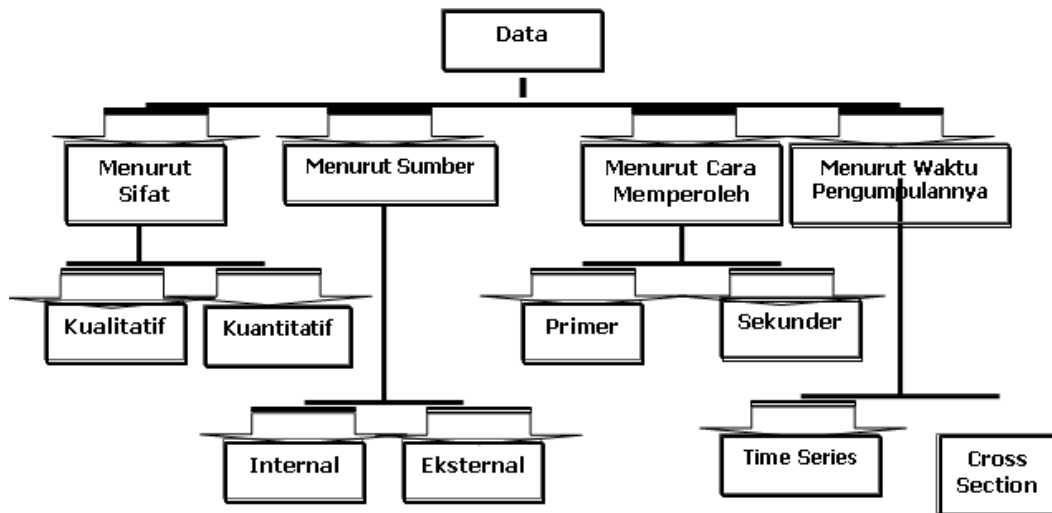 Data
Menurut
Sifat
Menurut Sumber
Menurut Cara
Memperoleh
Menurut Waktu
Pengumpulannya
Kualitatif
Kuantitatif
Primer
Sekunder
Internal
Eksternal
Time Series
Cross
Section